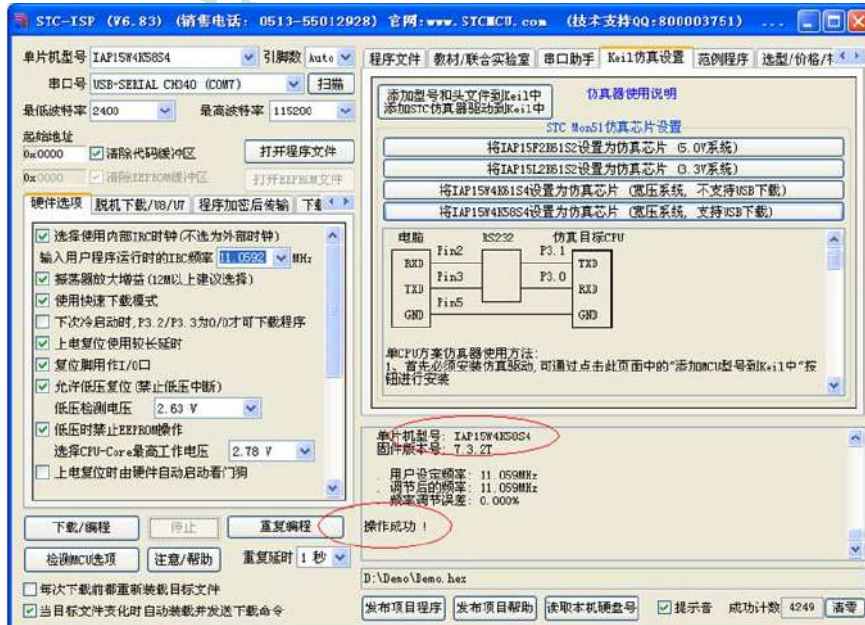 STC-ISP (V6.83) (销售电话: 0513-55012928) 官网:www.STCMCU.com (技术支持QQ:800003751) ...
单片机型号 IAP15W4K58S4 引脚数 Auto
串口号 USB-SERIAL CH340 (COM7) 扫描
最低波特率 2400 最高波特率 115200
起始地址
0x0000 清除代码缓冲区 打开程序文件
0x0000 清除EEPROM缓冲区 打开EEPROM文件
硬件选项 脱机下载/U8/U7 程序加密后传输
选择使用内部IRC时钟(不选为外部时钟)
输入用户程序运行时的IRC频率 11.0592 MHz
振荡器放大增益(12M以上建议选择)
使用快速下载模式
下次冷启动时,P3.2/P3.3为0/0才可下载程序
上电复位使用较长延时
复位脚用作I/O口
允许低压复位(禁止低压中断)
低压检测电压 2.63 V
低压时禁止EEPROM操作
选择CPU-Core最高工作电压 2.78 V
上电复位时由硬件自动启动看门狗
下载/编程 停止 重复编程
检测MCU选项 注意/帮助 重复延时 1 秒
每次下载前都重新装载目标文件
当目标文件变化时自动装载并发送下载命令
程序文件 教材/联合实验室 串口助手 Keil仿真设置 范例程序 选型/价格/
添加型号和头文件到Keil中
添加STC仿真器驱动到Keil中
仿真器使用说明
STC Mon51仿真芯片设置
将IAP15F2K61S2设置为仿真芯片 (5.0V系统)
将IAP15L2K61S2设置为仿真芯片 (3.3V系统)
将IAP15W4K61S4设置为仿真芯片 (宽压系统, 不支持USB下载)
将IAP15W4K58S4设置为仿真芯片 (宽压系统, 支持USB下载)
电脑 RS232 仿真目标CPU
Pin2 P3.1
RXD TXD
Pin3 P3.0
TXD RXD
Pin5
GND GND
单CPU方案仿真器使用方法:
1、首先必须安装仿真驱动,可通过点击此页面中的“添加MCU型号到Keil中”按
钮进行安装
单片机型号: IAP15W4K58S4
固件版本号: 7.3.2T
. 用户设定频率: 11.059MHz
. 调节后的频率: 11.059MHz
. 频率调节误差: 0.000%
操作成功 !
D:\Demo\Demo.hex
发布项目程序 发布项目帮助 读取本机硬盘号 提示音 成功计数 4249 清零